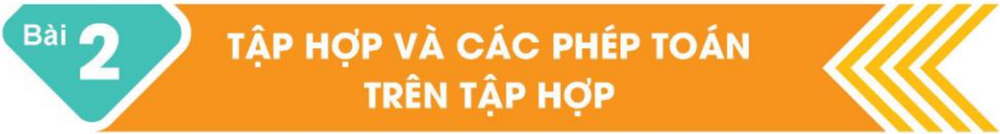 Bài 2
TẬP HỢP VÀ CÁC PHÉP TOÁN
TRÊN TẬP HỢP